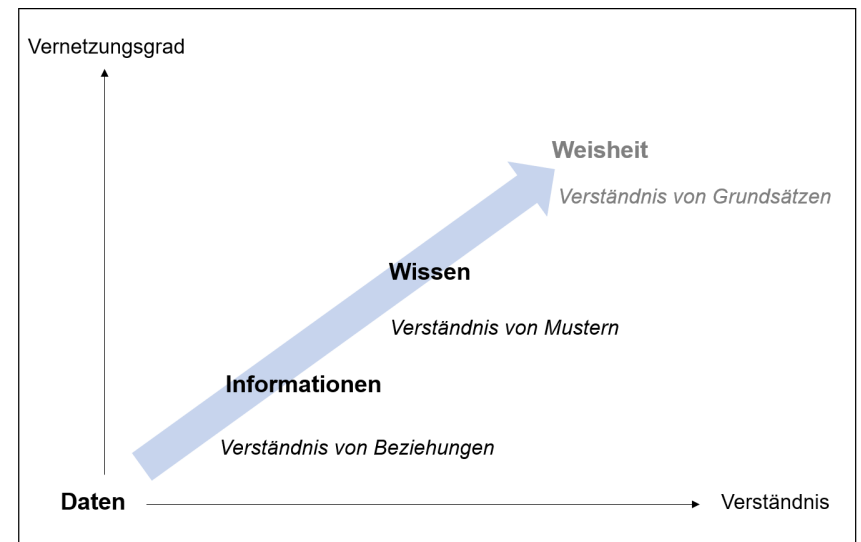 Vernetzungsgrad
Weisheit
Verständnis von Grundsätzen
Wissen
Verständnis von Mustern
Informationen
Verständnis von Beziehungen
Daten
Verständnis